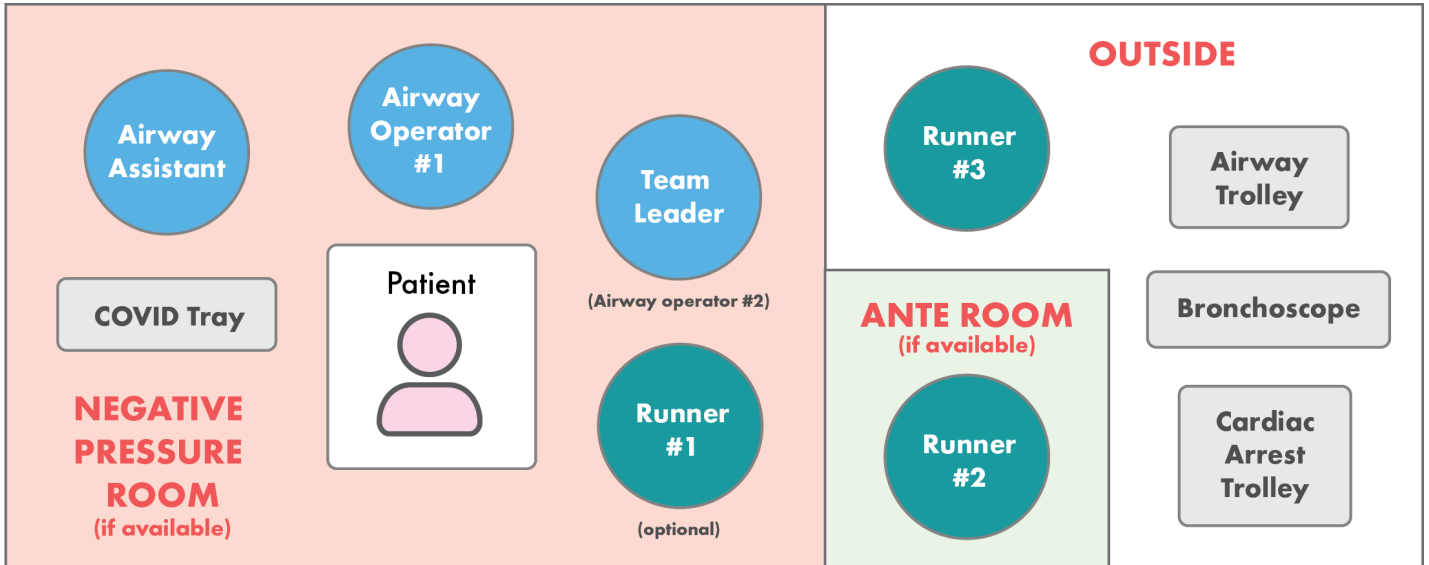 Airway
Assistant
Airway
Operator
#1
Team
Leader
(Airway operator #2)
COVID Tray
Patient
Runner
#1
(optional)
NEGATIVE
PRESSURE
ROOM
(if available)
OUTSIDE
Runner
#3
Airway
Trolley
ANTE ROOM
(if available)
Runner
#2
Bronchoscope
Cardiac
Arrest
Trolley